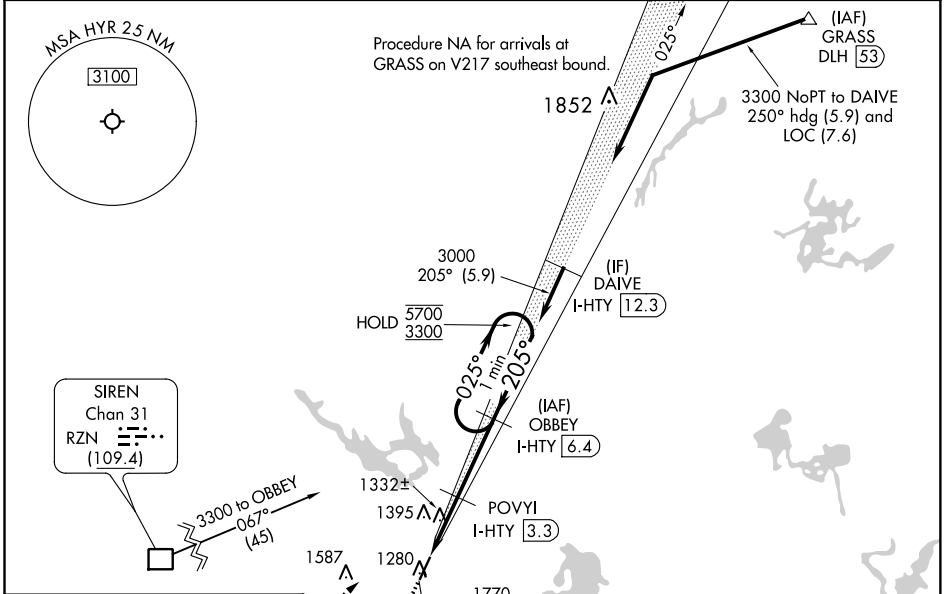 MSA HYR 25 NM
3100
Procedure NA for arrivals at
GRASS on V217 southeast bound.
025°
(IAF)
GRASS
DLH 53
3300 NoPT to DAIVE
250° hdg (5.9) and
LOC (7.6)
1852
3000
205° (5.9)
(IF)
DAIVE
I-HTY 12.3
HOLD 5700
3300
025°
1 min
205°
(IAF)
OBBEY
I-HTY 6.4
SIREN
Chan 31
RZN
(109.4)
3300 to OBBEY
067°
(45)
1332±
1395
POVYI
I-HTY 3.3
1587
1280
1770